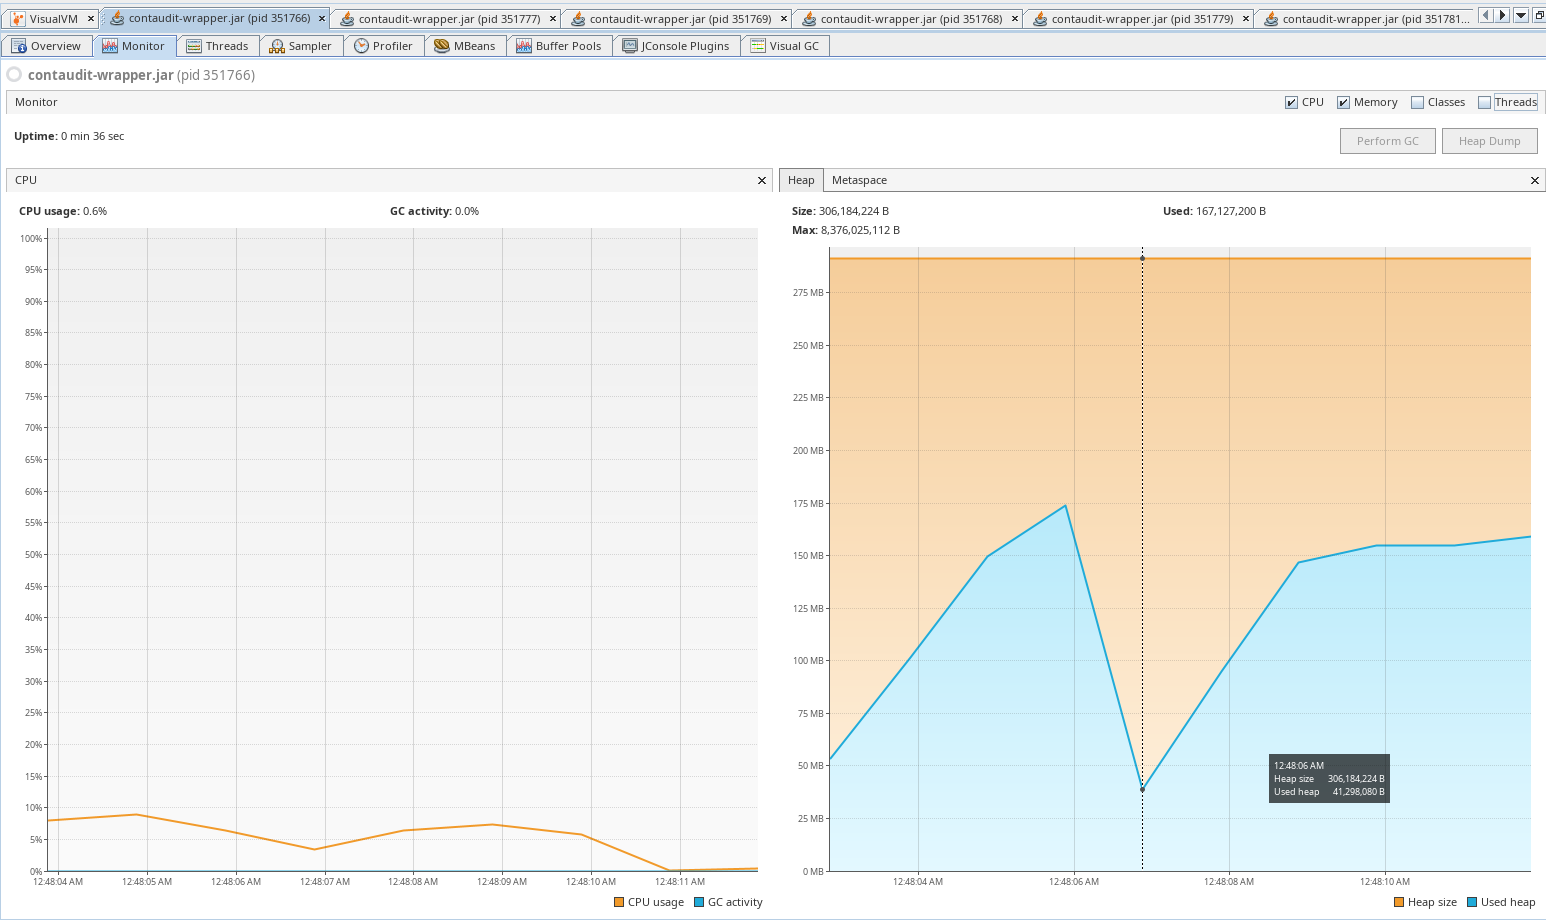 VisualVM
contaudit-wrapper.jar (pid 351766)
contaudit-wrapper.jar (pid 351777)
contaudit-wrapper.jar (pid 351769)
contaudit-wrapper.jar (pid 351768)
contaudit-wrapper.jar (pid 351779)
contaudit-wrapper.jar (pid 351781...
Overview Monitor Threads Sampler Profiler MBeans Buffer Pools JConsole Plugins Visual GC
contaudit-wrapper.jar (pid 351766)
Monitor
CPU Memory Classes Threads
Uptime: 0 min 36 sec
Perform GC Heap Dump
CPU
CPU usage: 0.6% GC activity: 0.0%
100%
95%
90%
85%
80%
75%
70%
65%
60%
55%
50%
45%
40%
35%
30%
25%
20%
15%
10%
5%
0%
12:48:04 AM 12:48:05 AM 12:48:06 AM 12:48:07 AM 12:48:08 AM 12:48:09 AM 12:48:10 AM 12:48:11 AM
CPU usage GC activity
Heap Metaspace
Size: 306,184,224 B Used: 167,127,200 B
Max: 8,376,025,112 B
275 MB
250 MB
225 MB
200 MB
175 MB
150 MB
125 MB
100 MB
75 MB
50 MB
25 MB
0 MB
12:48:06 AM
Heap size 306,184,224 B
Used heap 41,298,080 B
12:48:04 AM 12:48:06 AM 12:48:08 AM 12:48:10 AM
Heap size Used heap